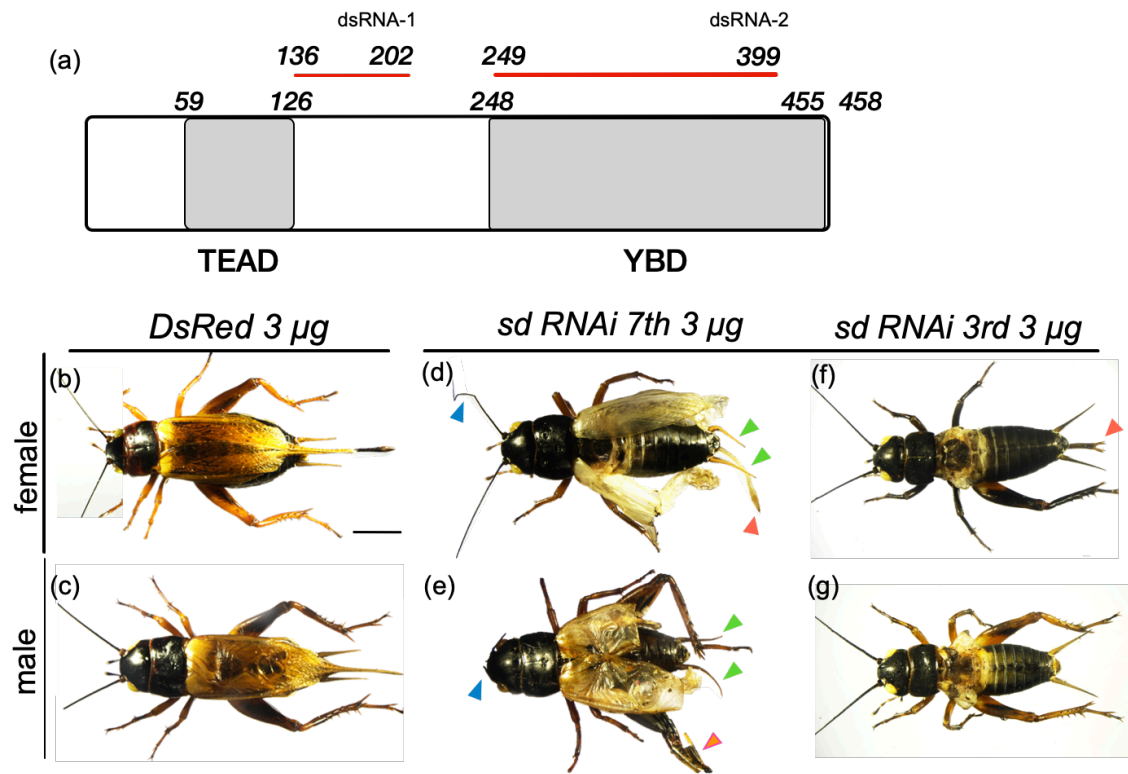 dsRNA-1 dsRNA-2
(a) 136 202 249 399
59 126 248 455 458
TEAD YBD
DsRed 3 µg sd RNAi 7th 3 µg sd RNAi 3rd 3 µg
female
(b) (d) (f)
male
(c) (e) (g)